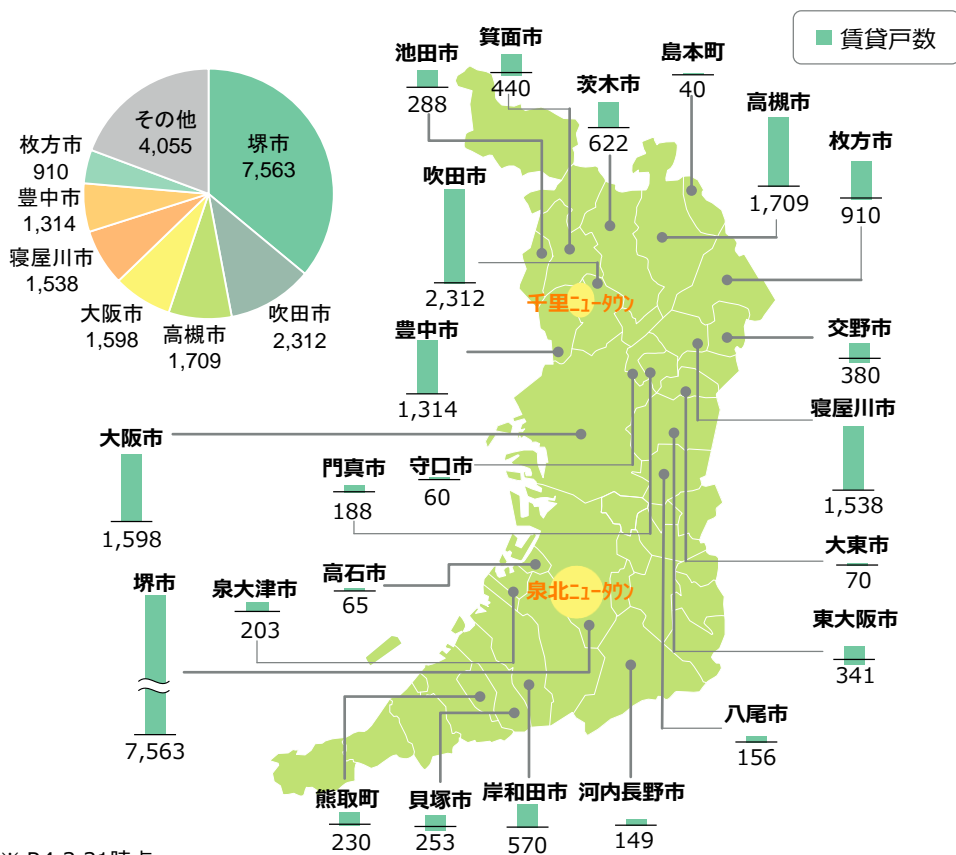 賃貸戸数
その他
4,055
堺市
7,563
枚方市
910
豊中市
1,314
寝屋川市
1,538
大阪市
1,598
高槻市
1,709
吹田市
2,312
池田市
288
箕面市
440
茨木市
622
島本町
40
高槻市
1,709
枚方市
910
吹田市
2,312
千里ニュータウン
豊中市
1,314
交野市
380
寝屋川市
1,538
大阪市
1,598
門真市
188
守口市
60
大東市
70
高石市
65
泉大津市
203
堺市
7,563
泉北ニュータウン
東大阪市
341
八尾市
156
熊取町
230
貝塚市
253
岸和田市
570
河内長野市
149